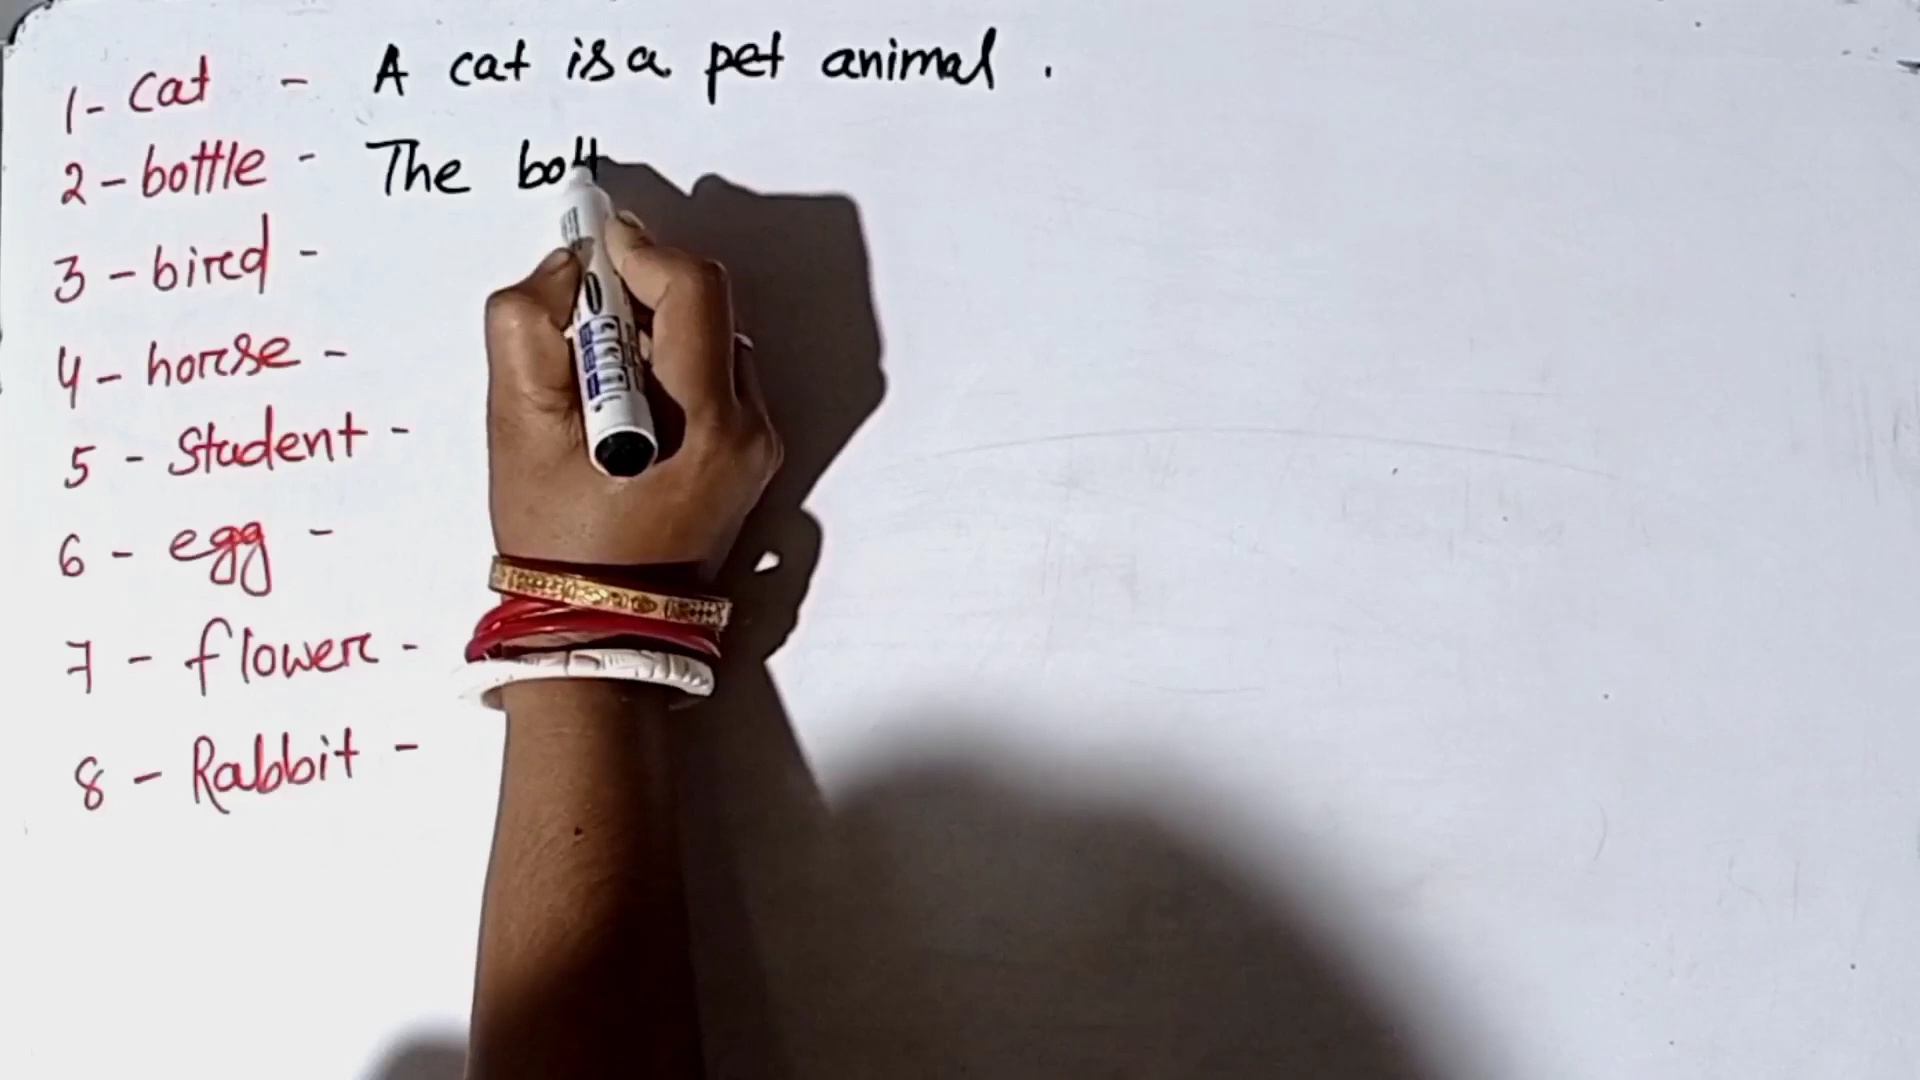 1- cat - A cat is a pet animal .
2 - bottle - The bott
3 - bird -
4 - horse -
5 - Student -
6 - egg -
7 - flower -
8 - Rabbit -